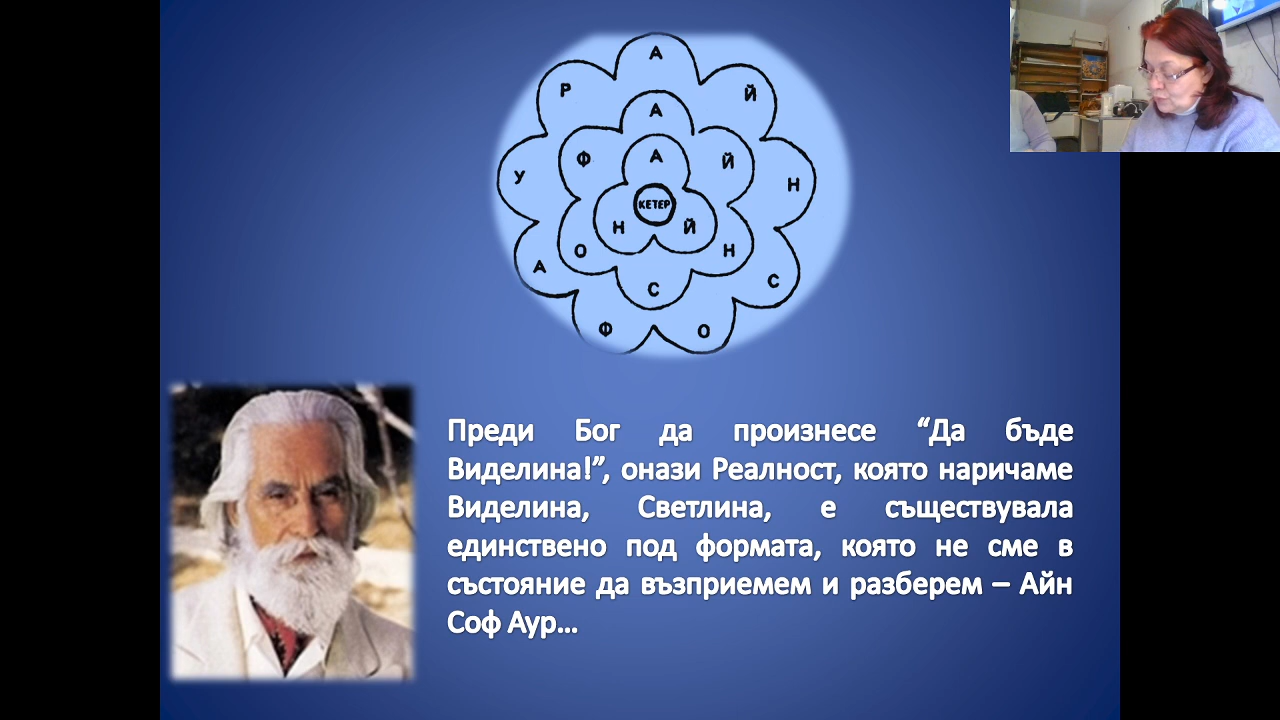 А
Р Й
А
У Ф А Й Н
КЕТЕР
Н Й
А О Н С
С
Ф О
Преди Бог да произнесе “Да бъде
Виделина!”, онази Реалност, която наричаме
Виделина, Светлина, е съществувала
единствено под формата, която не сме в
състояние да възприемем и разберем – Айн
Соф Аур...